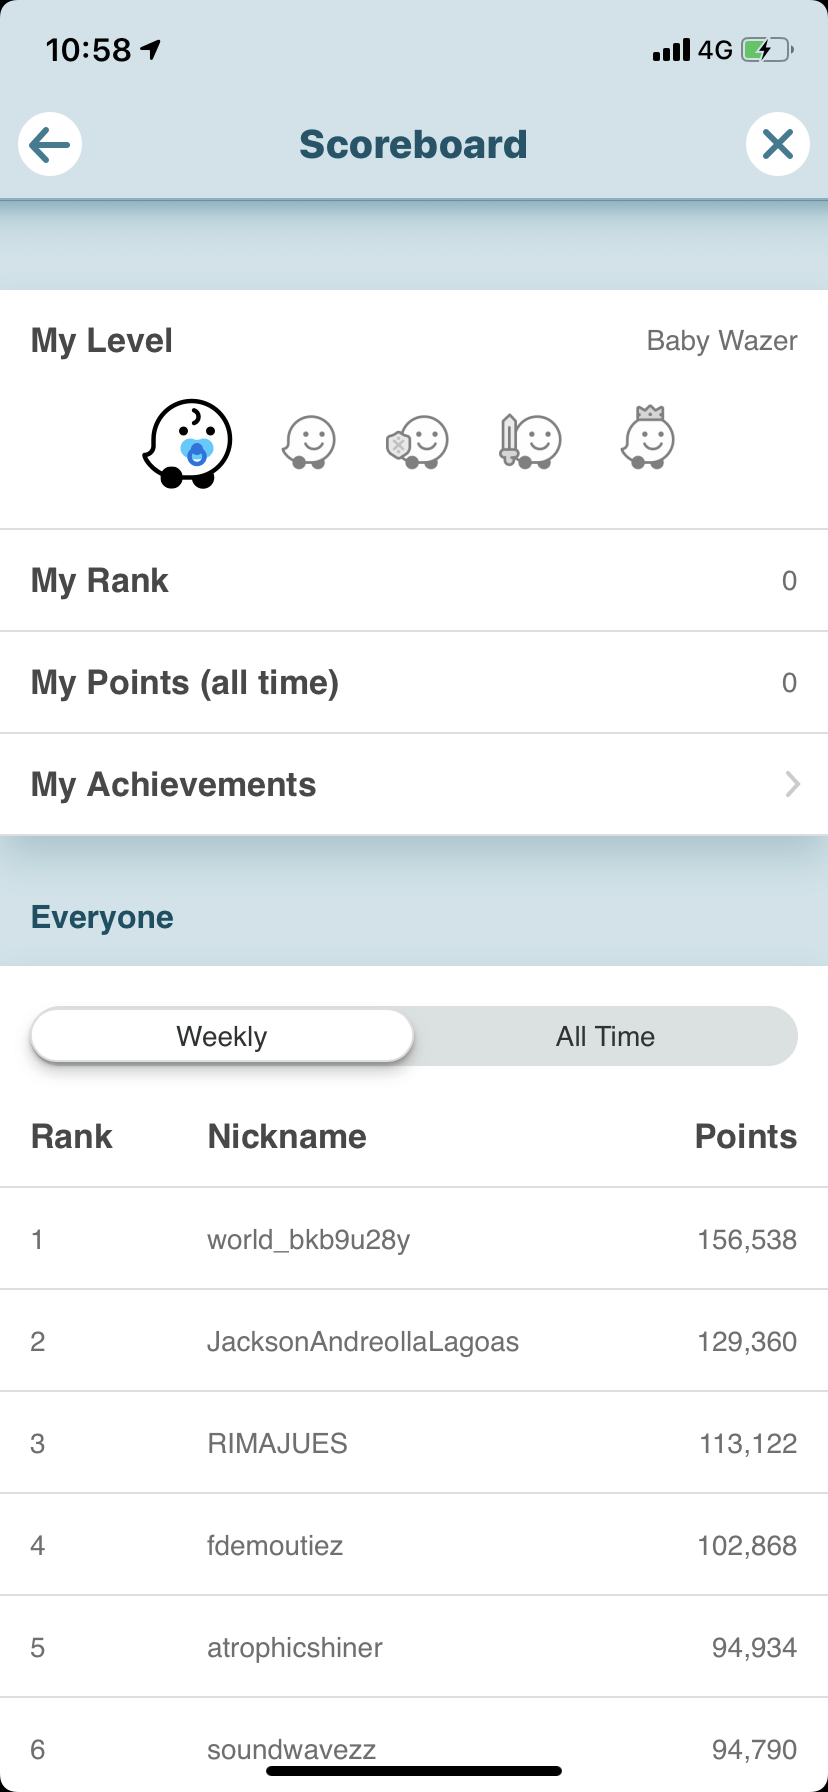 10:58 4G
Scoreboard
My Level Baby Wazer
My Rank 0
My Points (all time) 0
My Achievements
Everyone
Weekly All Time
Rank Nickname Points
1 world_bkb9u28y 156,538
2 JacksonAndreollaLagoas 129,360
3 RIMAJUES 113,122
4 fdemoutiez 102,868
5 atrophicshiner 94,934
6 soundwavezz 94,790